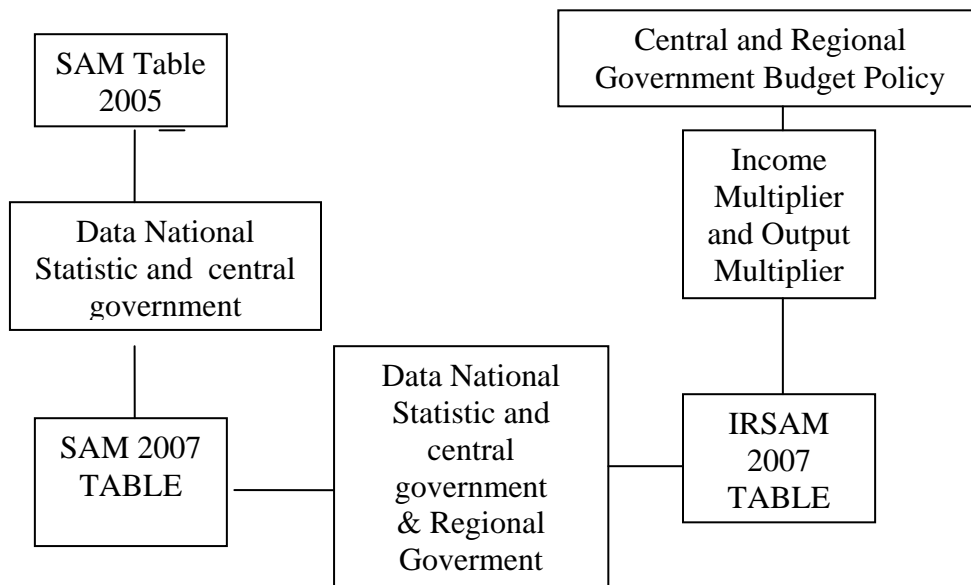 SAM Table
2005
Data National
Statistic and central
government
SAM 2007
TABLE
Data National
Statistic and
central
government
& Regional
Goverment
IRSAM
2007
TABLE
Income
Multiplier
and Output
Multiplier
Central and Regional
Government Budget Policy